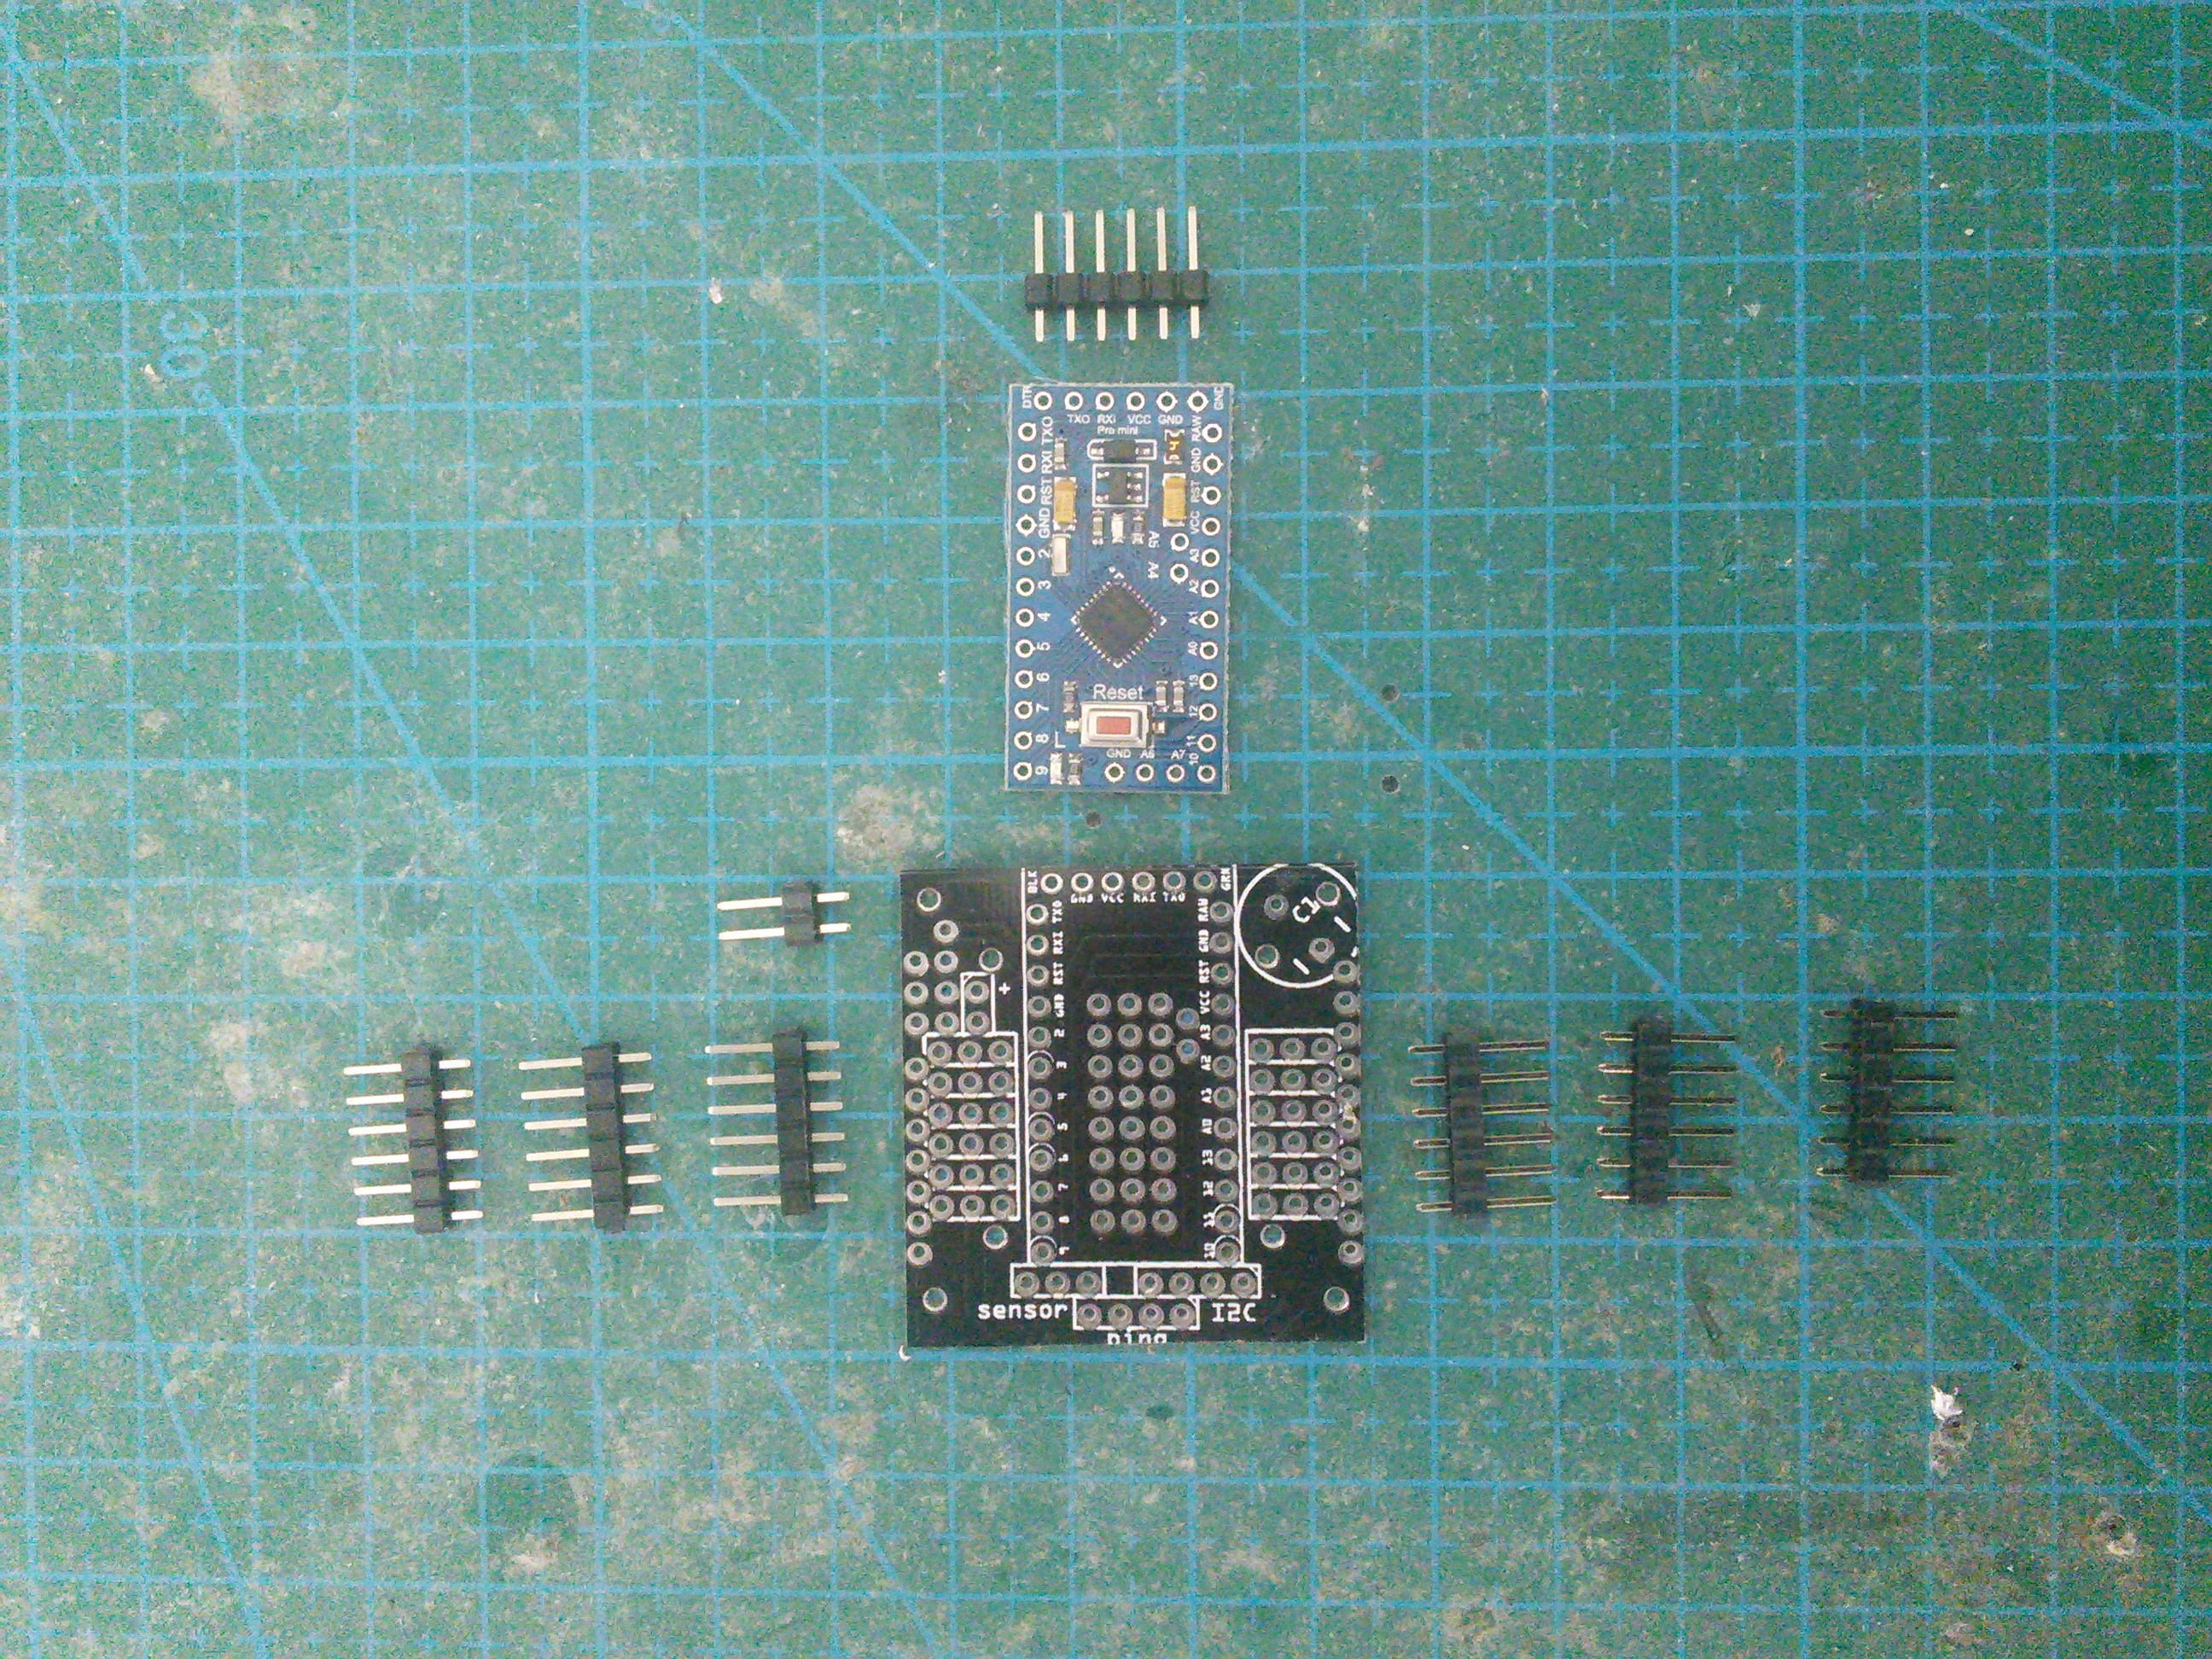 30°
DTR
GND
TXO RXI VCC GND
Pro mini
TXO
RXI
RST
GND
2
3
4
5
6
7
8
9
RAW
GND
RST
VCC
A3
A2
A1
A0
13
12
11
10
A5
A4
Reset
L
GND A6 A7
BLK
GRN
GND VCC RXI TXO
TXO
RXI
RST
GND
2
3
4
5
6
7
8
9
RAW
GND
RST
VCC
A3
A2
A1
A0
13
12
11
10
C1
+
sensor
I2C
ping